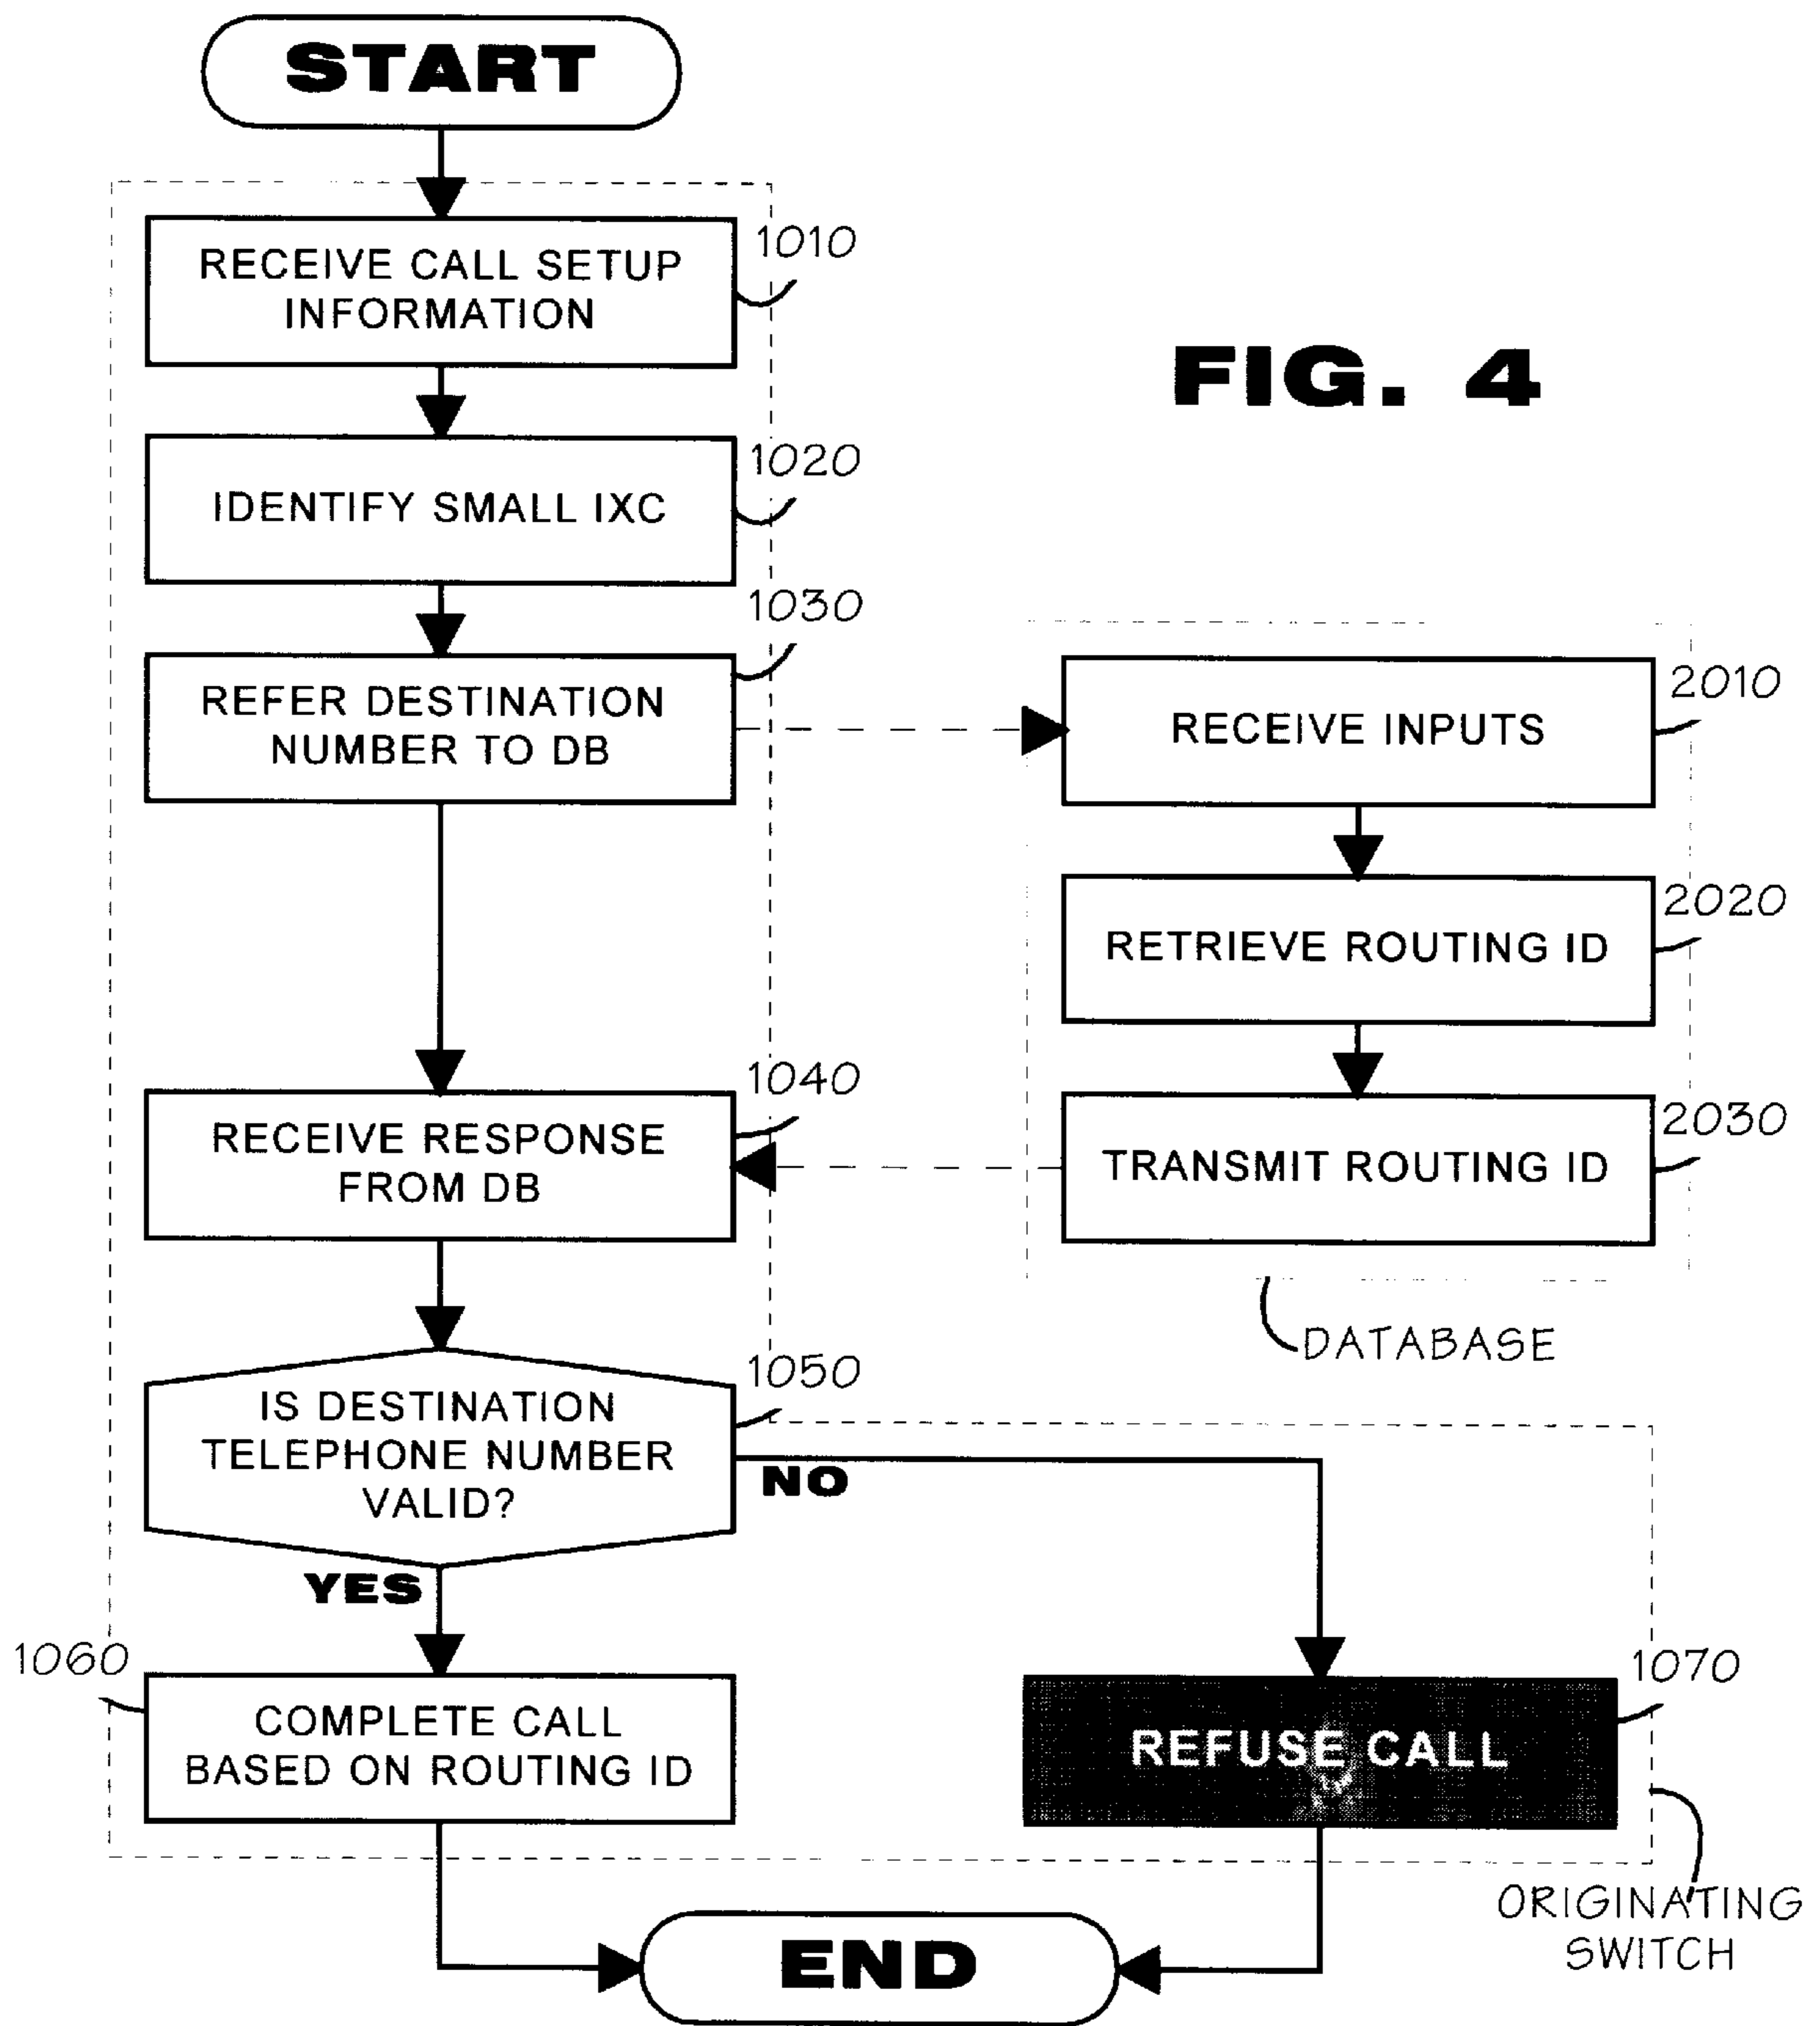 START
RECEIVE CALL SETUP
INFORMATION
1010
FIG. 4
IDENTIFY SMALL IXC
1020
REFER DESTINATION
NUMBER TO DB
1030
RECEIVE INPUTS
2010
RETRIEVE ROUTING ID
2020
RECEIVE RESPONSE
FROM DB
1040
TRANSMIT ROUTING ID
2030
DATABASE
IS DESTINATION
TELEPHONE NUMBER
VALID?
1050
NO
YES
1060
COMPLETE CALL
BASED ON ROUTING ID
REFUSE CALL
1070
ORIGINATING
SWITCH
END